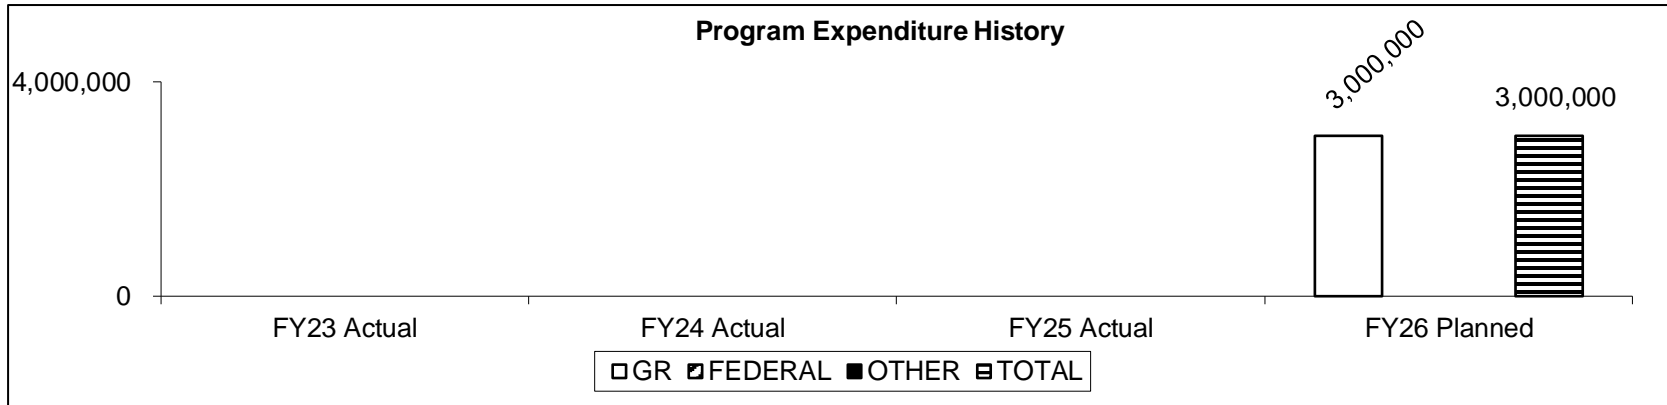 Program Expenditure History
4,000,000
3,000,000
3,000,000
0
FY23 Actual
FY24 Actual
FY25 Actual
FY26 Planned
GR FEDERAL OTHER TOTAL